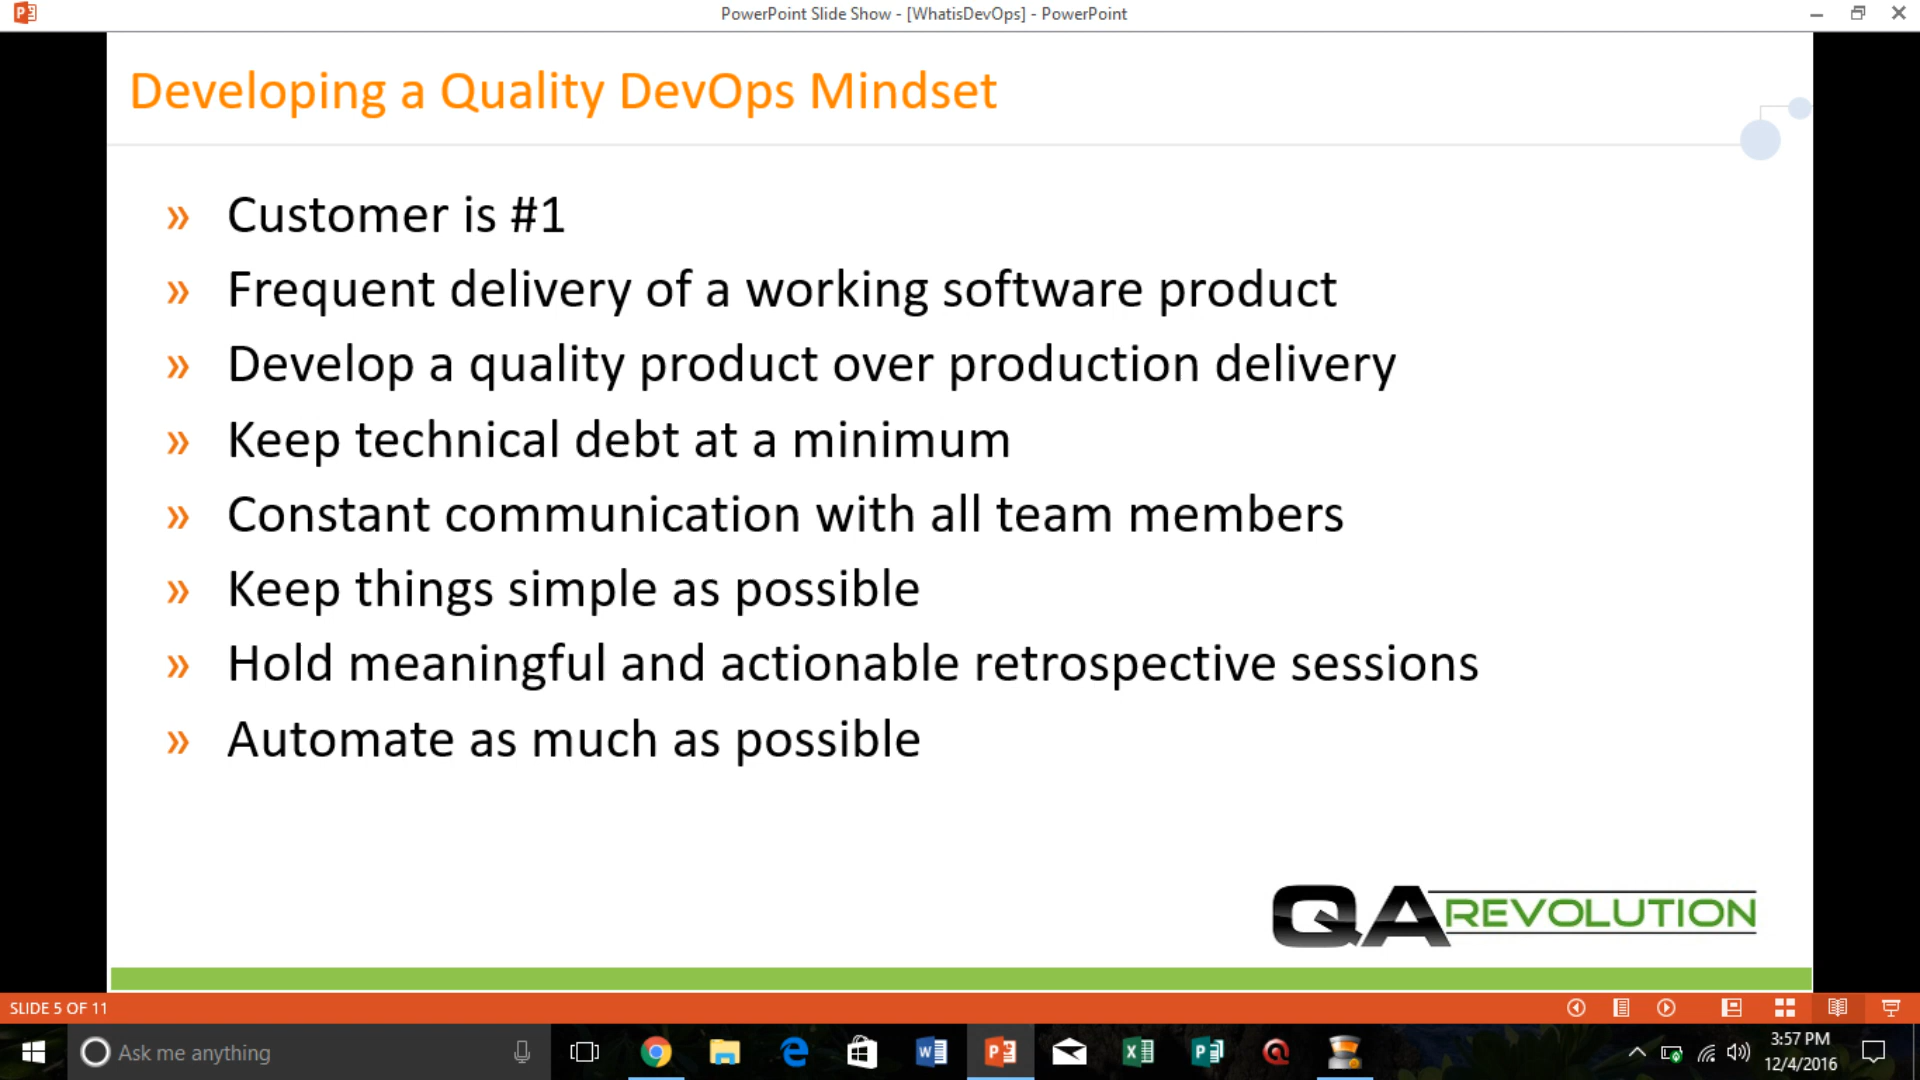 PowerPoint Slide Show - [WhatisDevOps] - PowerPoint
Developing a Quality DevOps Mindset
» Customer is #1
» Frequent delivery of a working software product
» Develop a quality product over production delivery
» Keep technical debt at a minimum
» Constant communication with all team members
» Keep things simple as possible
» Hold meaningful and actionable retrospective sessions
» Automate as much as possible
QA REVOLUTION
SLIDE 5 OF 11
Ask me anything
3:57 PM
12/4/2016